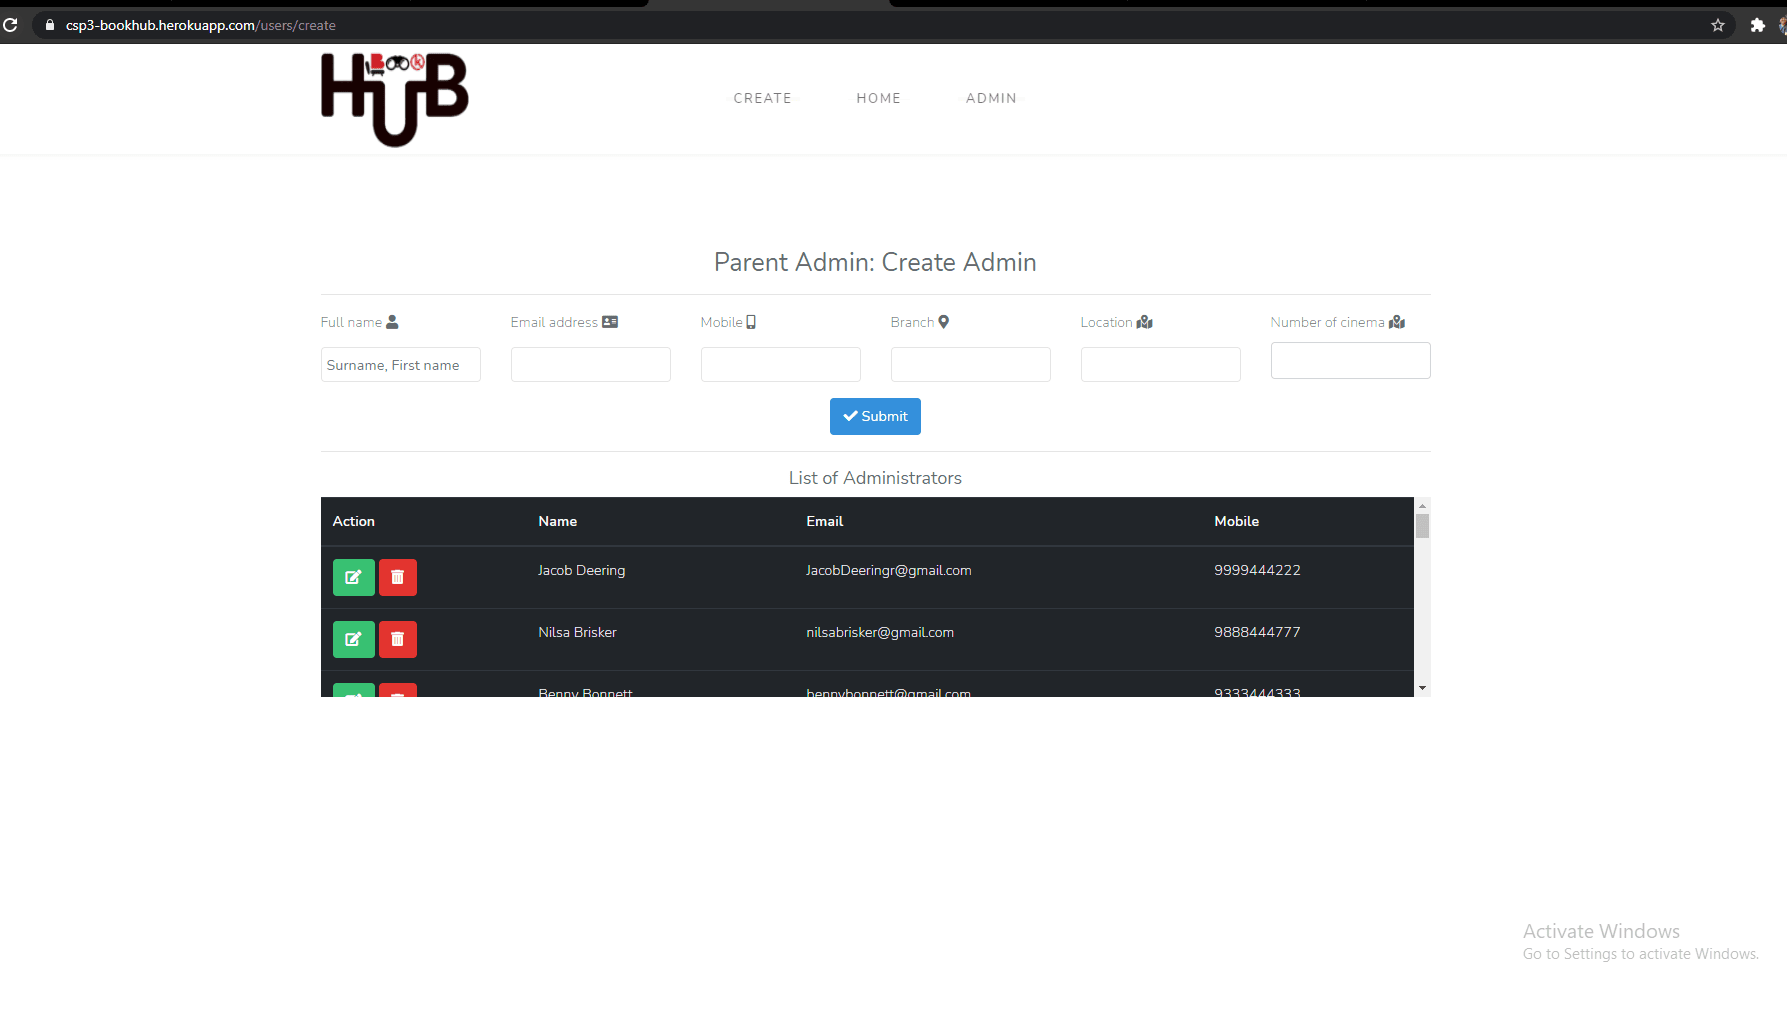 csp3-bookhub.herokuapp.com/users/create
BooK
HUB
CREATE HOME ADMIN
Parent Admin: Create Admin
Full name Email address Mobile Branch Location Number of cinema
Surname, First name
Submit
List of Administrators
Action Name Email Mobile
Jacob Deering JacobDeeringr@gmail.com 9999444222
Nilsa Brisker nilsabrisker@gmail.com 9888444777
Benny Bonnett bennybonnett@gmail.com 9333444333
Activate Windows
Go to Settings to activate Windows.